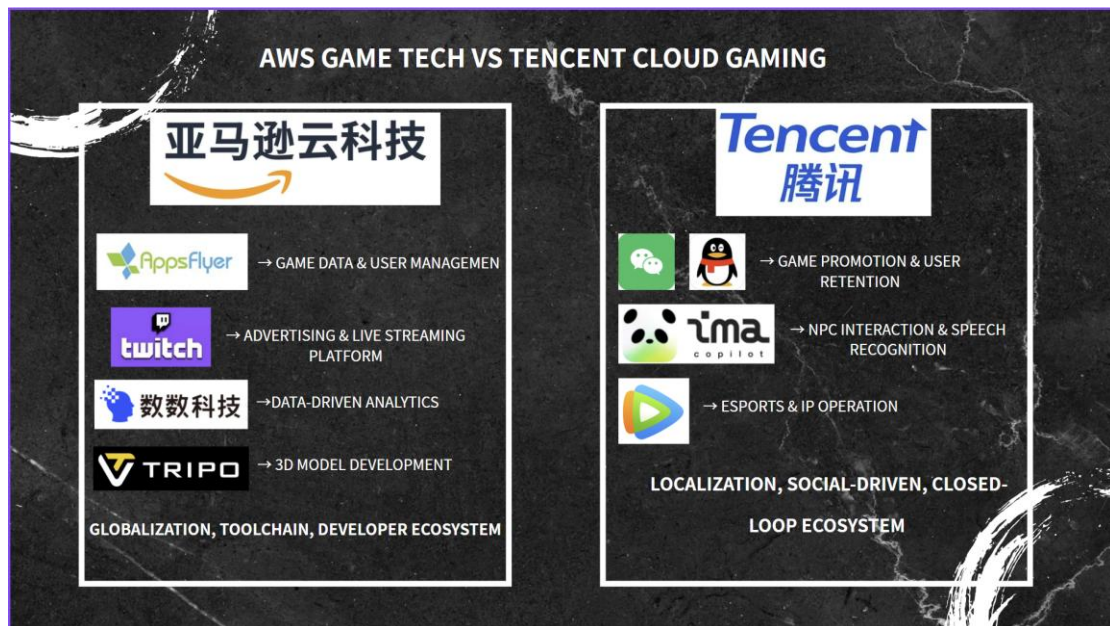 AWS GAME TECH VS TENCENT CLOUD GAMING
亚马逊云科技
AppsFlyer
→ GAME DATA & USER MANAGEMEN
twitch
→ ADVERTISING & LIVE STREAMING
PLATFORM
数数科技
→DATA-DRIVEN ANALYTICS
TRIPO
→ 3D MODEL DEVELOPMENT
GLOBALIZATION, TOOLCHAIN, DEVELOPER ECOSYSTEM
Tencent
腾讯
→ GAME PROMOTION & USER
RETENTION
ima
copilot
→ NPC INTERACTION & SPEECH
RECOGNITION
→ ESPORTS & IP OPERATION
LOCALIZATION, SOCIAL-DRIVEN, CLOSED-
LOOP ECOSYSTEM